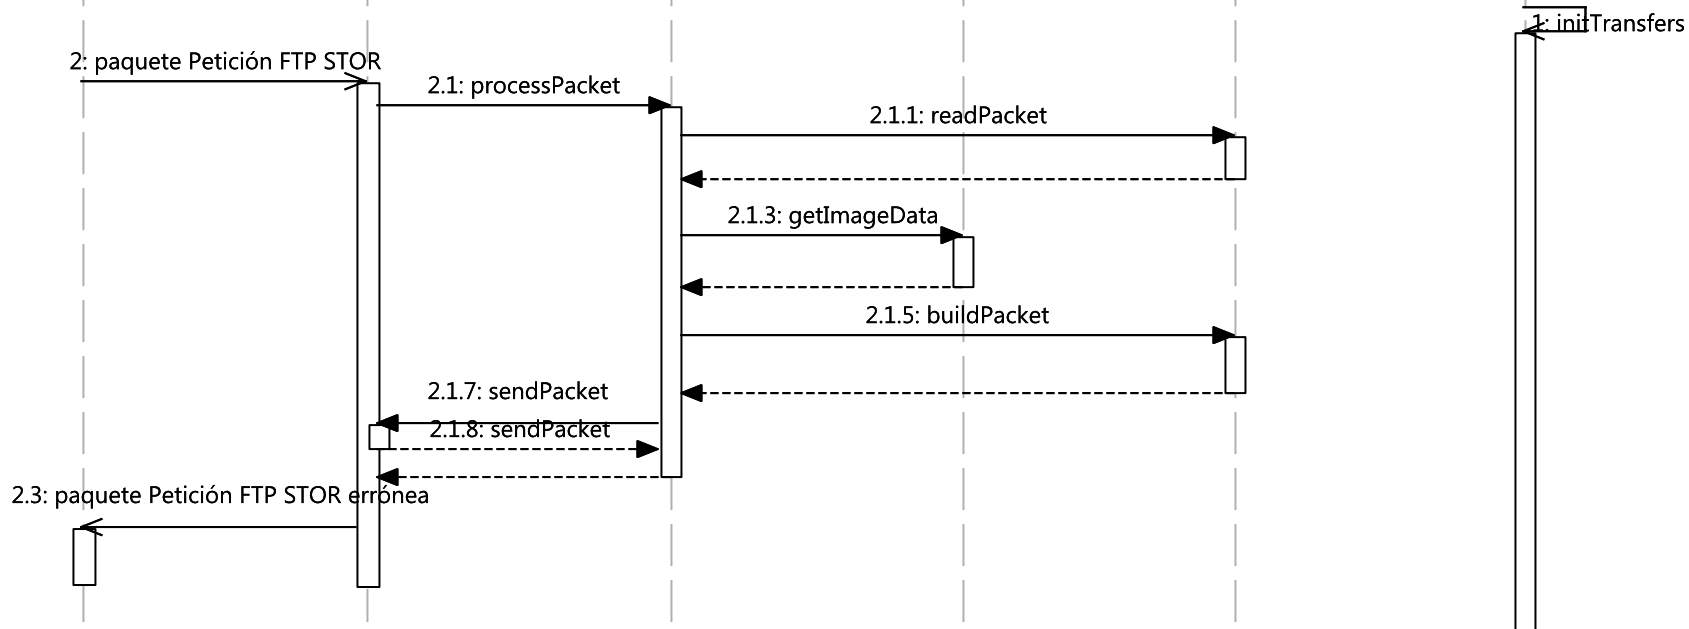 1: initTransfers
2: paquete Petición FTP STOR
2.1: processPacket
2.1.1: readPacket
2.1.3: getImageData
2.1.5: buildPacket
2.1.7: sendPacket
2.1.8: sendPacket
2.3: paquete Petición FTP STOR errónea